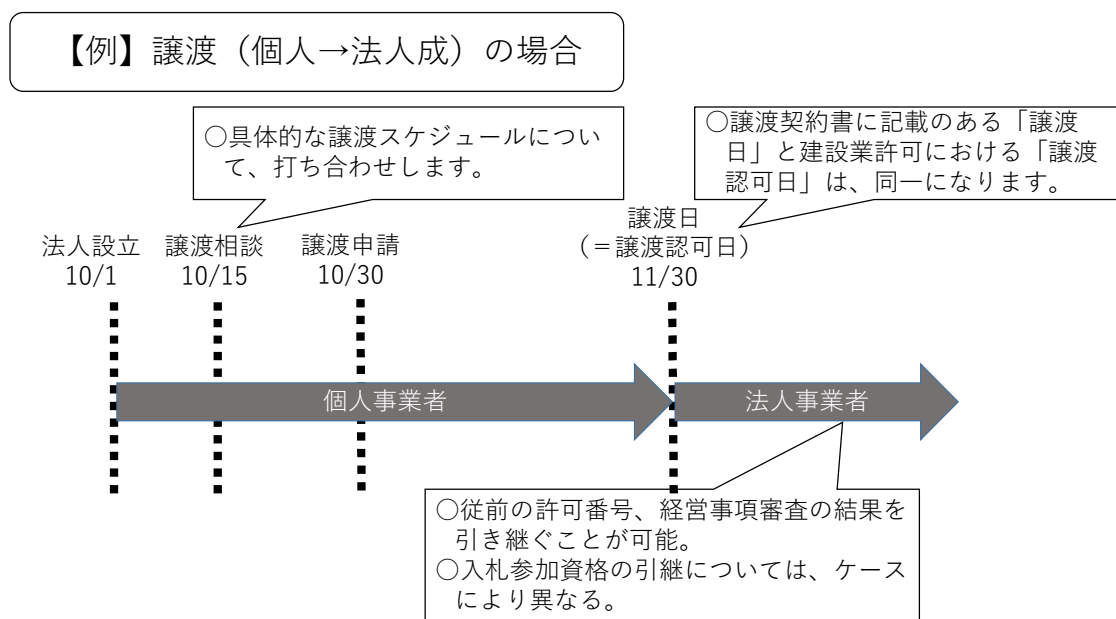 【例】譲渡（個人→法人成）の場合
○具体的な譲渡スケジュールについ
て、打ち合わせします。
○譲渡契約書に記載のある「譲渡
日」と建設業許可における「譲渡
認可日」は、同一になります。
法人設立
10/1
譲渡相談
10/15
譲渡申請
10/30
譲渡日
（＝譲渡認可日）
11/30
個人事業者
法人事業者
○従前の許可番号、経営事項審査の結果を
引き継ぐことが可能。
○入札参加資格の引継については、ケース
により異なる。